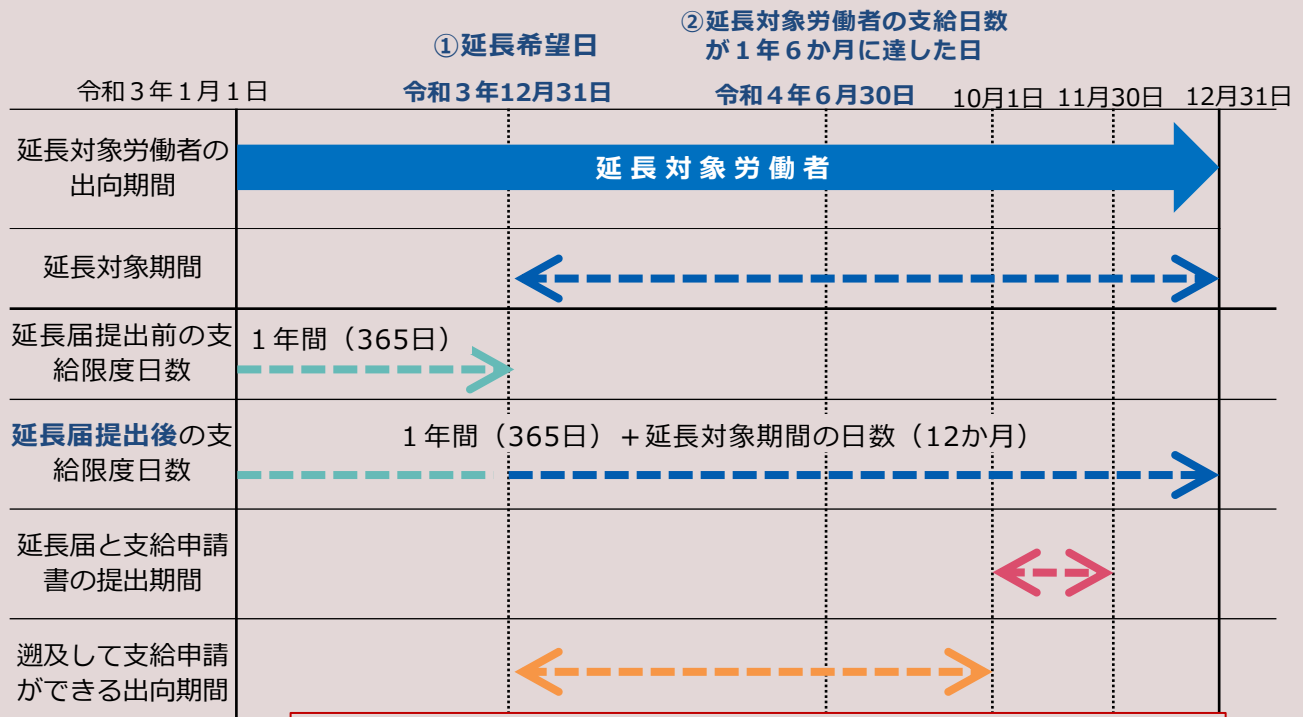 ①延長希望日
②延長対象労働者の支給日数
が１年６か月に達した日
令和３年１月１日
令和３年12月31日
令和４年６月30日
10月1日
11月30日
12月31日
延長対象労働者の
出向期間
延長対象労働者
延長対象期間
延長届提出前の支
給限度日数
１年間（365日）
延長届提出後の支
給限度日数
１年間（365日）＋延長対象期間の日数（12か月）
延長届と支給申請
書の提出期間
遡及して支給申請
ができる出向期間